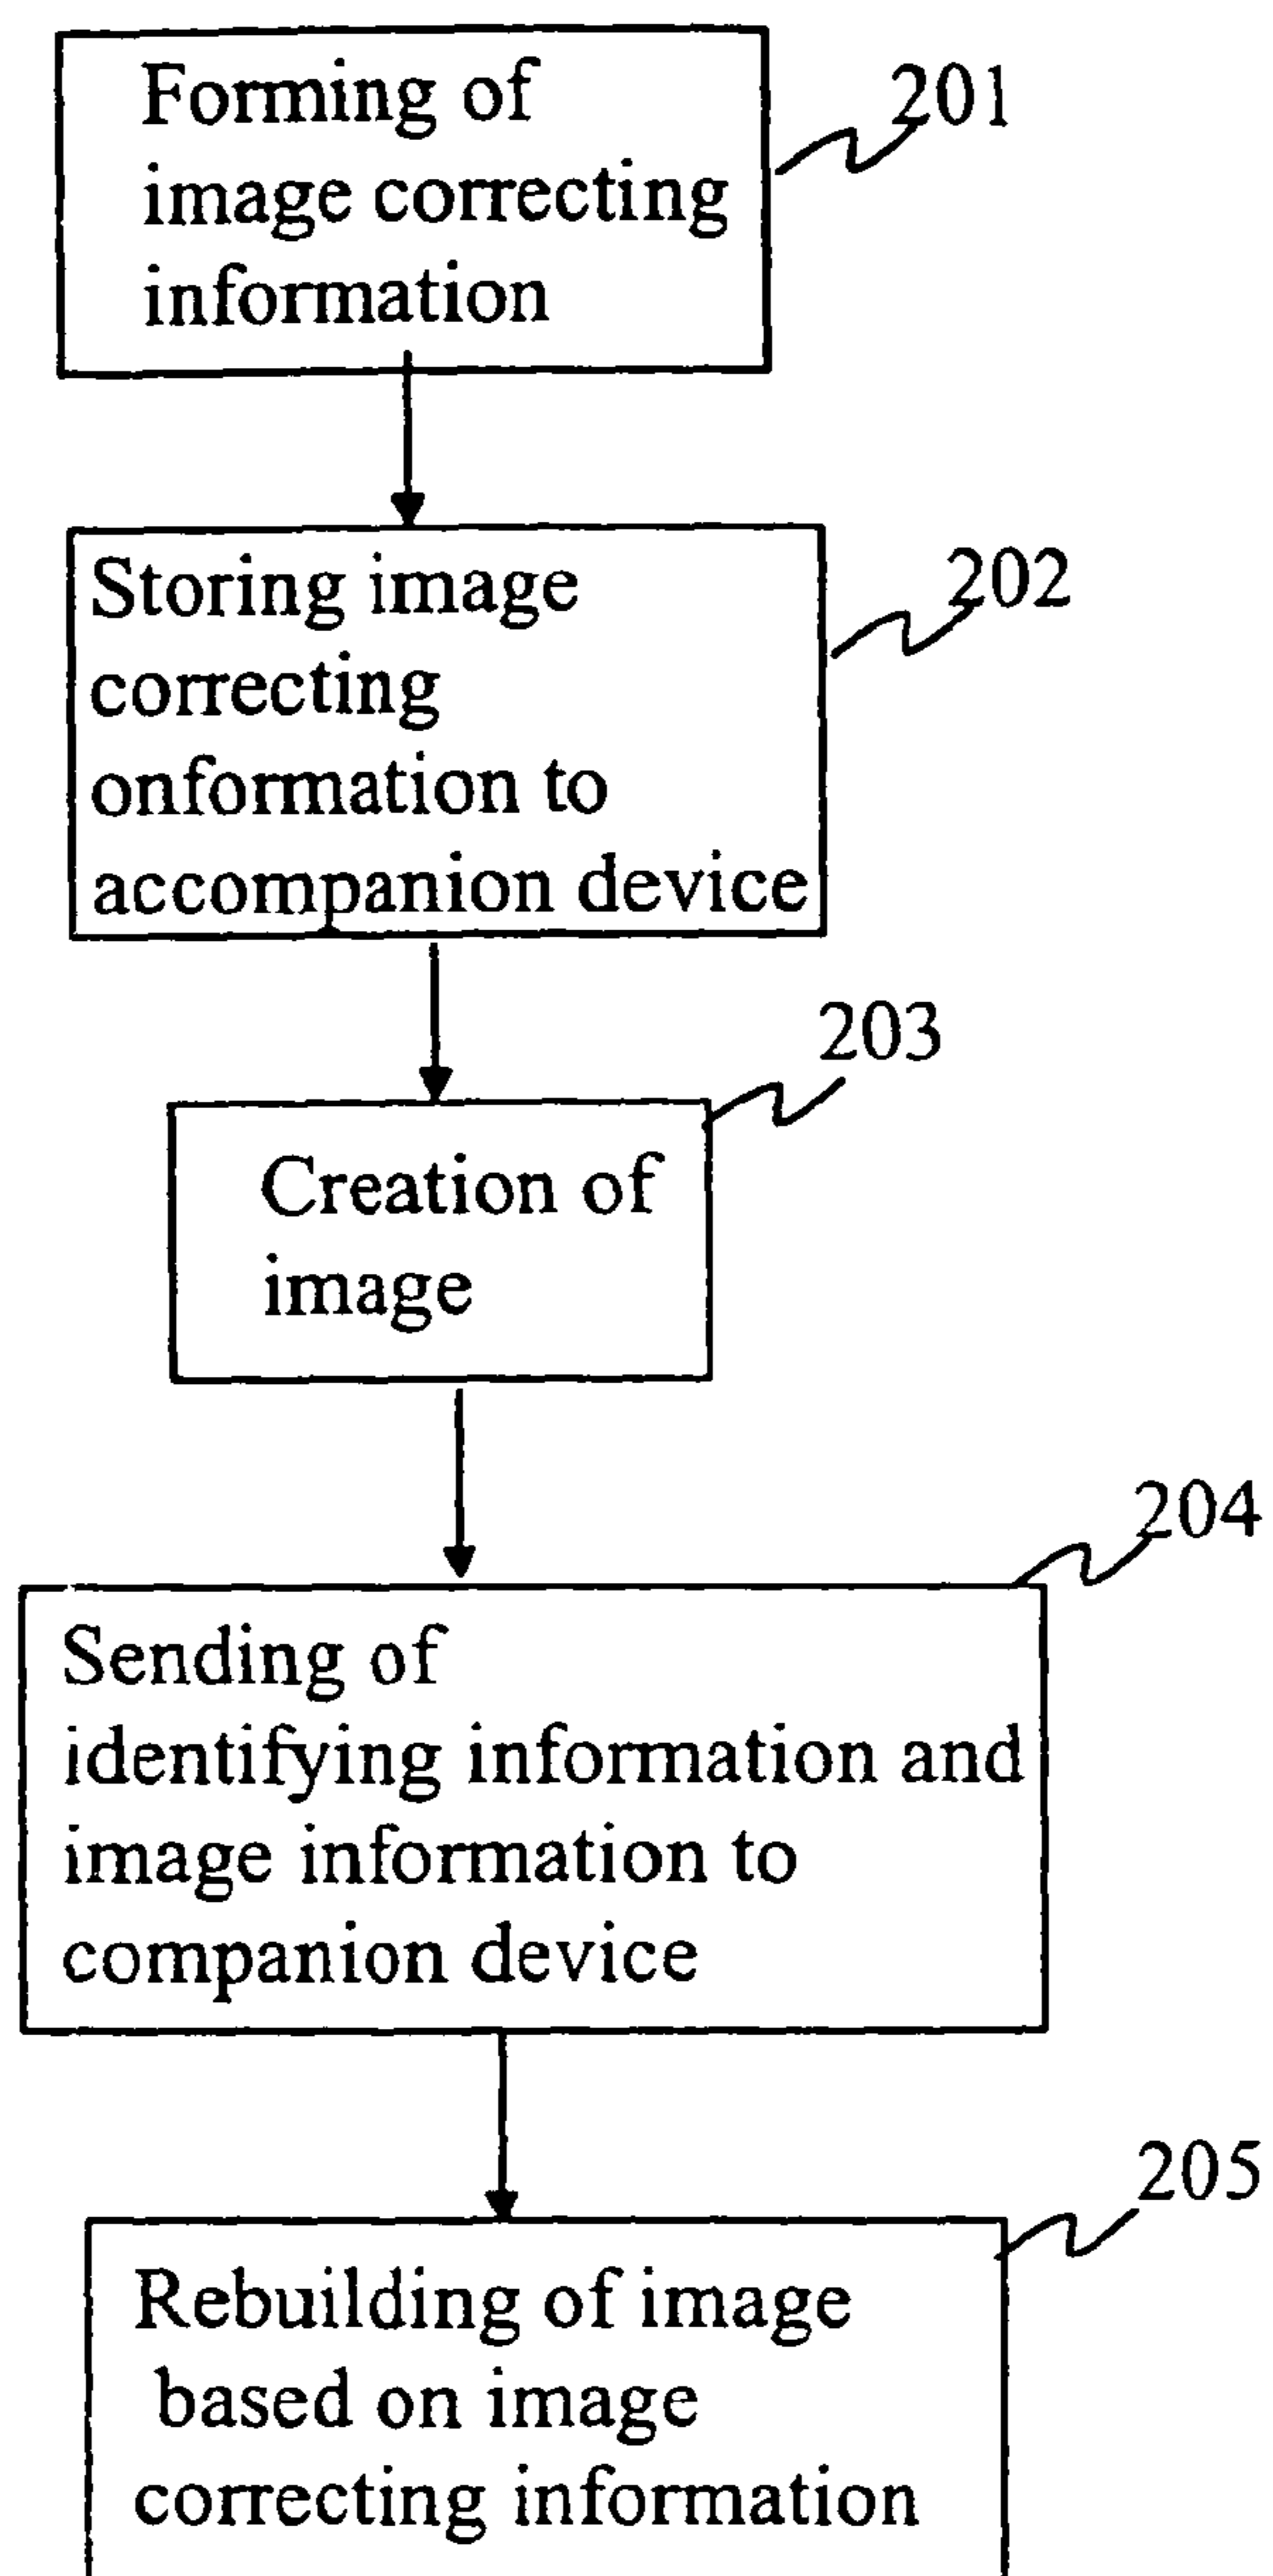 Forming of
201
image correcting
information
Storing image
202
correcting
onformation to
accompanion device
203
Creation of
image
204
Sending of
identifying information and
image information to
companion device
205
Rebuilding of image
based on image
correcting information